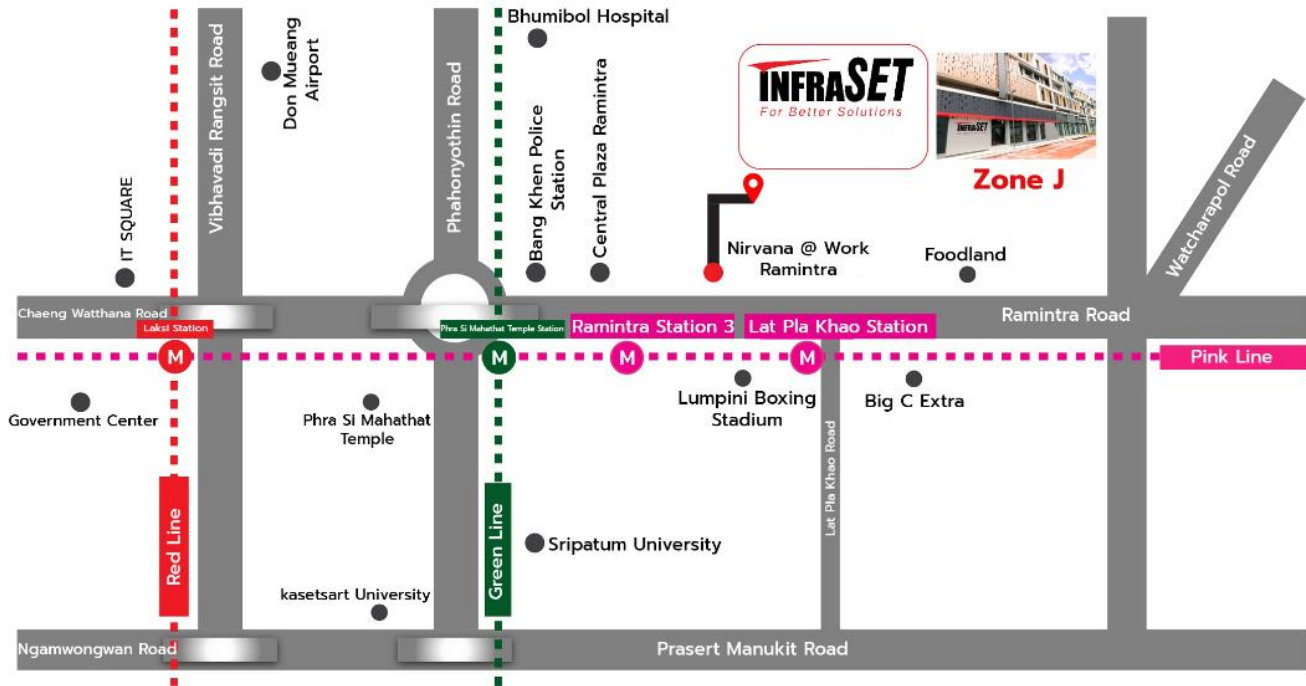 Bhumibol Hospital
Vibhavadi Rangsit Road
Don Mueang
Airport
Phahonyothin Road
Bang Khen Police
Station
Central Plaza Ramintra
INFRASET
For Better Solutions
INFRASET
Zone J
Watcharapol Road
IT SQUARE
Nirvana @ Work
Ramintra
Foodland
Chaeng Watthana Road
Ramintra Road
Laksi Station
Phra Si Mahathat Temple Station
Ramintra Station 3
Lat Pla Khao Station
M
M
M
M
Pink Line
Government Center
Phra Si Mahathat
Temple
Lumpini Boxing
Stadium
Big C Extra
Lat Pla Khao Road
Red Line
Green Line
Sripatum University
kasetsart University
Ngamwongwan Road
Prasert Manukit Road